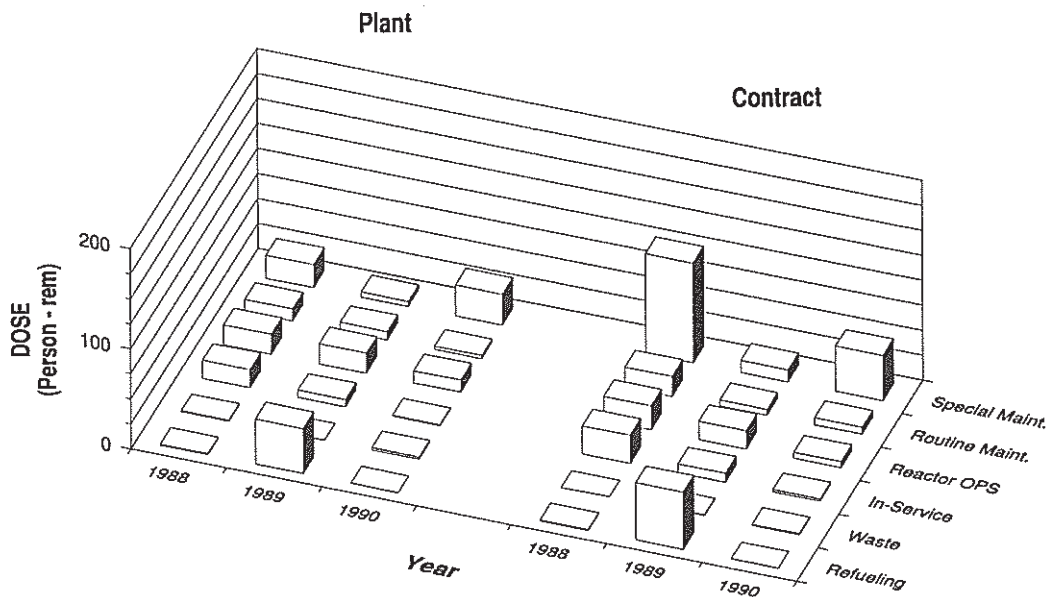 Plant
Contract
DOSE
(Person - rem)
200
100
0
1988
1989
1990
1988
1989
1990
Year
Special Maint.
Routine Maint.
Reactor OPS
In-Service
Waste
Refueling